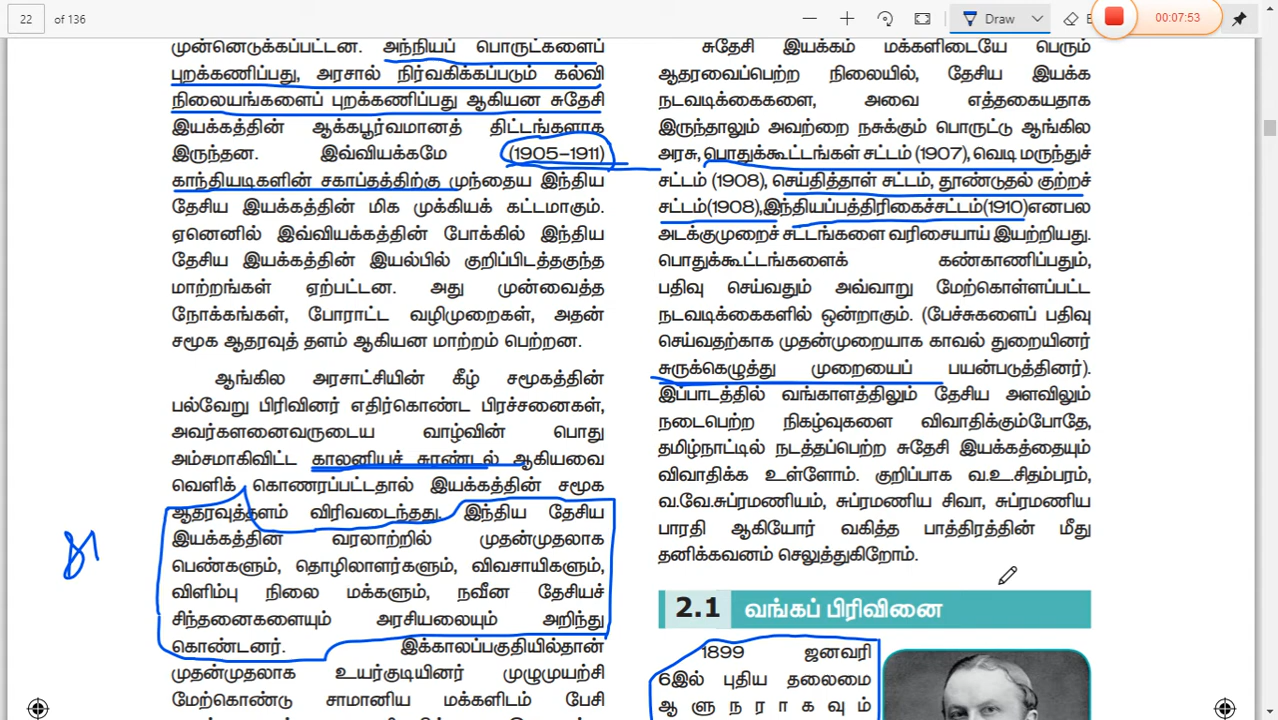 22 of 136
Draw
00:07:53
முன்னெடுக்கப்பட்டன. அந்நியப் பொருட்களைப்
புறக்கணிப்பது, அரசால் நிர்வகிக்கப்படும் கல்வி
நிலையங்களைப் புறக்கணிப்பது ஆகியன சுதேசி
இயக்கத்தின் ஆக்கபூர்வமானத் திட்டங்களாக
இருந்தன. இவ்வியக்கமே (1905–1911)
காந்தியடிகளின் சகாப்தத்திற்கு முந்தைய இந்திய
தேசிய இயக்கத்தின் மிக முக்கியக் கட்டமாகும்.
ஏனெனில் இவ்வியக்கத்தின் போக்கில் இந்திய
தேசிய இயக்கத்தின் இயல்பில் குறிப்பிடத்தகுந்த
மாற்றங்கள் ஏற்பட்டன. அது முன்வைத்த
நோக்கங்கள், போராட்ட வழிமுறைகள், அதன்
சமூக ஆதரவுத் தளம் ஆகியன மாற்றம் பெற்றன.
ஆங்கில அரசாட்சியின் கீழ் சமூகத்தின்
பல்வேறு பிரிவினர் எதிர்கொண்ட பிரச்சனைகள்,
அவர்களனைவருடைய வாழ்வின் பொது
அம்சமாகிவிட்ட காலனியச் சுரண்டல் ஆகியவை
வெளிக் கொணரப்பட்டதால் இயக்கத்தின் சமூக
ஆதரவுத்தளம் விரிவடைந்தது. இந்திய தேசிய
இயக்கத்தின் வரலாற்றில் முதன்முதலாக
பெண்களும், தொழிலாளர்களும், விவசாயிகளும்,
விளிம்பு நிலை மக்களும், நவீன தேசியச்
சிந்தனைகளையும் அரசியலையும் அறிந்து
கொண்டனர். இக்காலப்பகுதியில்தான்
முதன்முதலாக உயர்குடியினர் முழுமுயற்சி
மேற்கொண்டு சாமானிய மக்களிடம் பேசி
சுதேசி இயக்கம் மக்களிடையே பெரும்
ஆதரவைப்பெற்ற நிலையில், தேசிய இயக்க
நடவடிக்கைகளை, அவை எத்தகையதாக
இருந்தாலும் அவற்றை நசுக்கும் பொருட்டு ஆங்கில
அரசு, பொதுக்கூட்டங்கள் சட்டம் (1907), வெடி மருந்துச்
சட்டம் (1908), செய்தித்தாள் சட்டம், தூண்டுதல் குற்றச்
சட்டம்(1908),இந்தியப்பத்திரிகைச்சட்டம்(1910)எனபல
அடக்குமுறைச் சட்டங்களை வரிசையாய் இயற்றியது.
பொதுக்கூட்டங்களைக் கண்காணிப்பதும்,
பதிவு செய்வதும் அவ்வாறு மேற்கொள்ளப்பட்ட
நடவடிக்கைகளில் ஒன்றாகும். (பேச்சுகளைப் பதிவு
செய்வதற்காக முதன்முறையாக காவல் துறையினர்
சுருக்கெழுத்து முறையைப் பயன்படுத்தினர்).
இப்பாடத்தில் வங்காளத்திலும் தேசிய அளவிலும்
நடைபெற்ற நிகழ்வுகளை விவாதிக்கும்போதே,
தமிழ்நாட்டில் நடத்தப்பெற்ற சுதேசி இயக்கத்தையும்
விவாதிக்க உள்ளோம். குறிப்பாக வ.உ.சிதம்பரம்,
வ.வே.சுப்ரமணியம், சுப்ரமணிய சிவா, சுப்ரமணிய
பாரதி ஆகியோர் வகித்த பாத்திரத்தின் மீது
தனிக்கவனம் செலுத்துகிறோம்.
2.1 வங்கப் பிரிவினை
1899 ஜனவரி
6இல் புதிய தலைமை
ஆளுநராகவும்